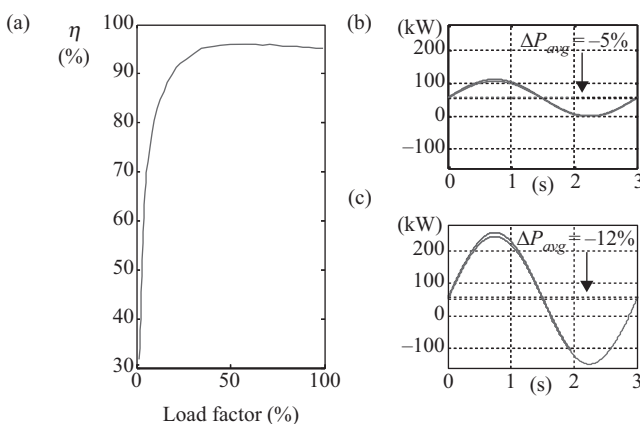 (a)
η
(%)
100
90
80
70
60
50
40
30
0
50
100
Load factor (%)
(b)
(kW)
200
100
0
−100
ΔPavg = −5%
0
1
(s)
2
3
(c)
(kW)
200
100
0
−100
ΔPavg = −12%
0
1
(s)
2
3